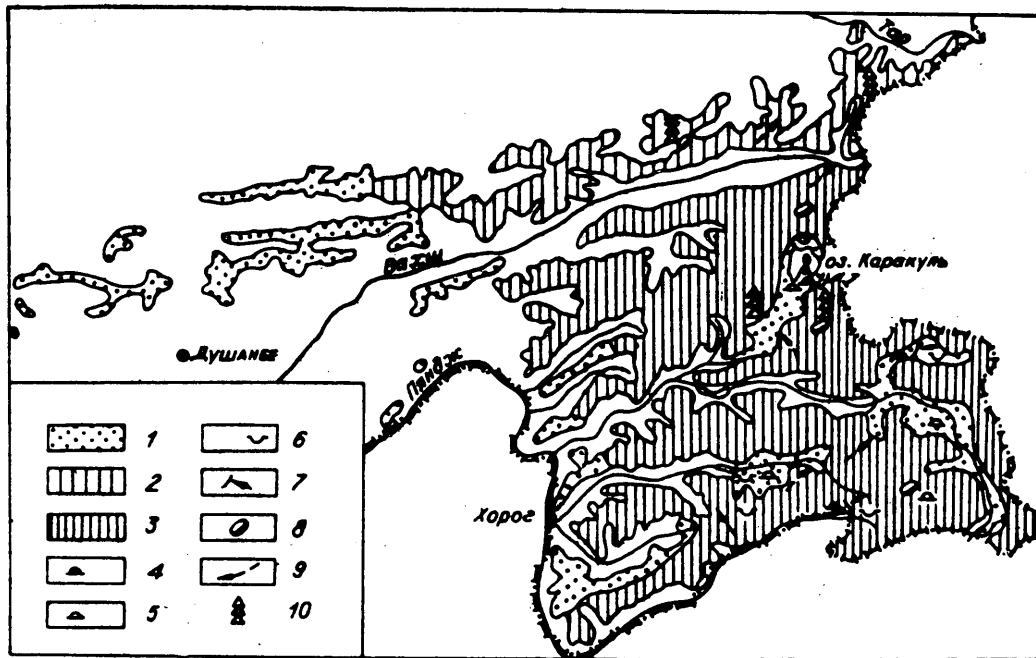 Тар
Вахш
оз. Каракуль
Душанбе
Пяндж
Хорог
1
2
3
4
5
6
7
8
9
10